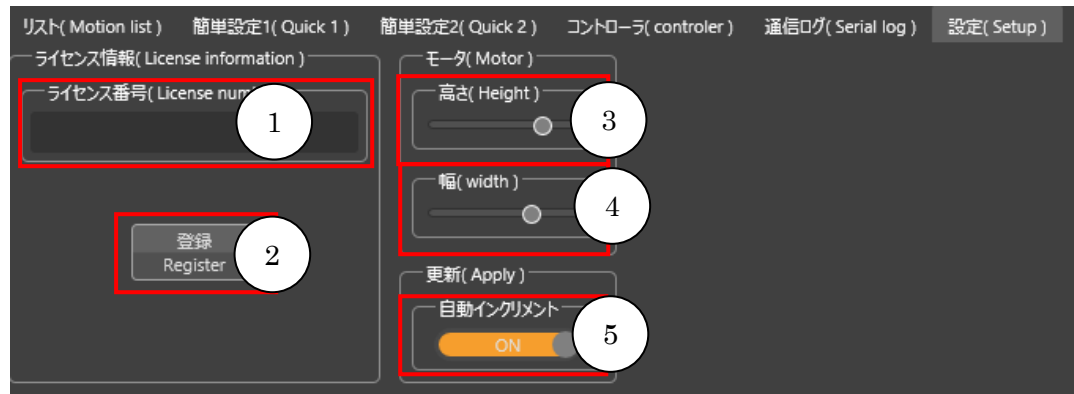 リスト( Motion list )　簡単設定1( Quick 1 )　簡単設定2( Quick 2 )　コントローラ( controler )　通信ログ( Serial log )　設定( Setup )
ライセンス情報( License information )
ライセンス番号( License num
1
登録
Register
2
モータ( Motor )
高さ( Height )
3
幅( width )
4
更新( Apply )
自動インクリメント
ON
5